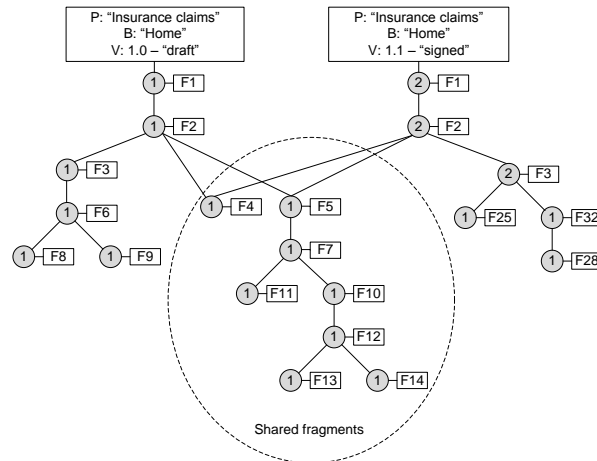 P: “Insurance claims”
B: “Home”
V: 1.0 – “draft”
P: “Insurance claims”
B: “Home”
V: 1.1 – “signed”
1 F1
2 F1
1 F2
2 F2
1 F3
2 F3
1 F6
1 F4
1 F5
1 F25
1 F32
1 F8
1 F9
1 F7
1 F28
1 F11
1 F10
1 F12
1 F13
1 F14
Shared fragments